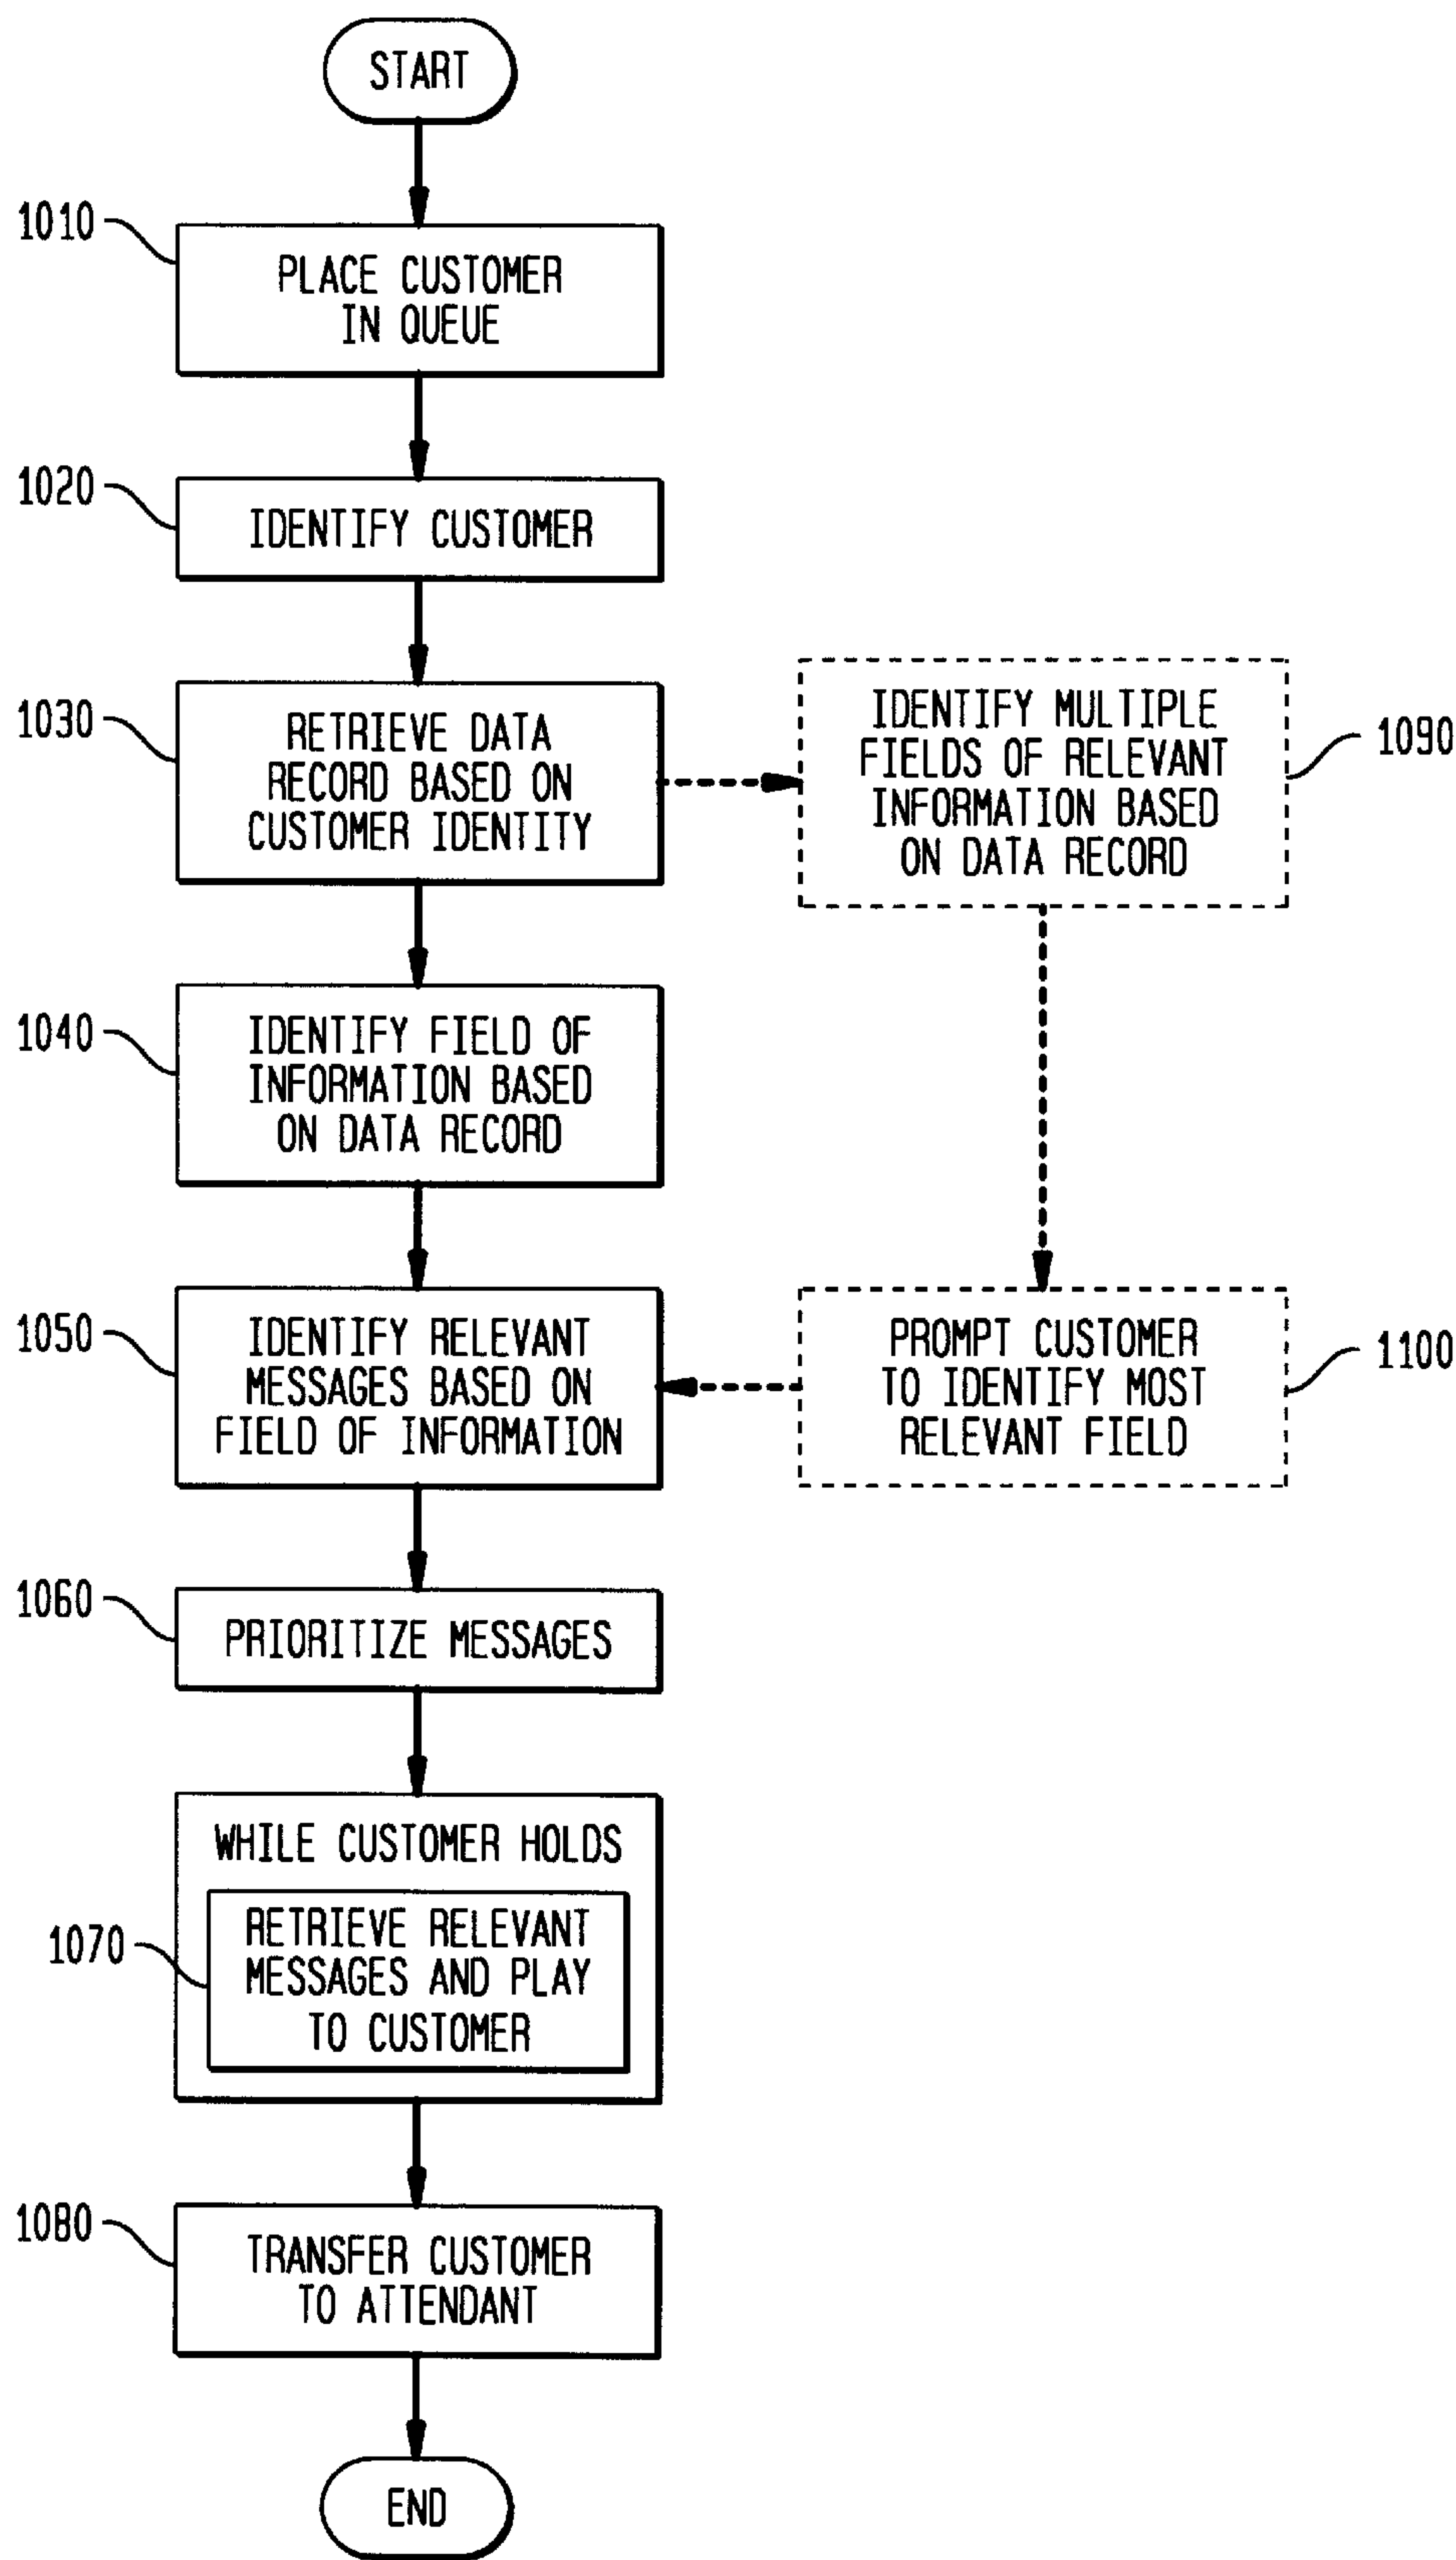 START
1010
PLACE CUSTOMER
IN QUEUE
1020
IDENTIFY CUSTOMER
1030
RETRIEVE DATA
RECORD BASED ON
CUSTOMER IDENTITY
IDENTIFY MULTIPLE
FIELDS OF RELEVANT
INFORMATION BASED
ON DATA RECORD
1090
1040
IDENTIFY FIELD OF
INFORMATION BASED
ON DATA RECORD
1050
IDENTIFY RELEVANT
MESSAGES BASED ON
FIELD OF INFORMATION
PROMPT CUSTOMER
TO IDENTIFY MOST
RELEVANT FIELD
1100
1060
PRIORITIZE MESSAGES
WHILE CUSTOMER HOLDS
1070
RETRIEVE RELEVANT
MESSAGES AND PLAY
TO CUSTOMER
1080
TRANSFER CUSTOMER
TO ATTENDANT
END